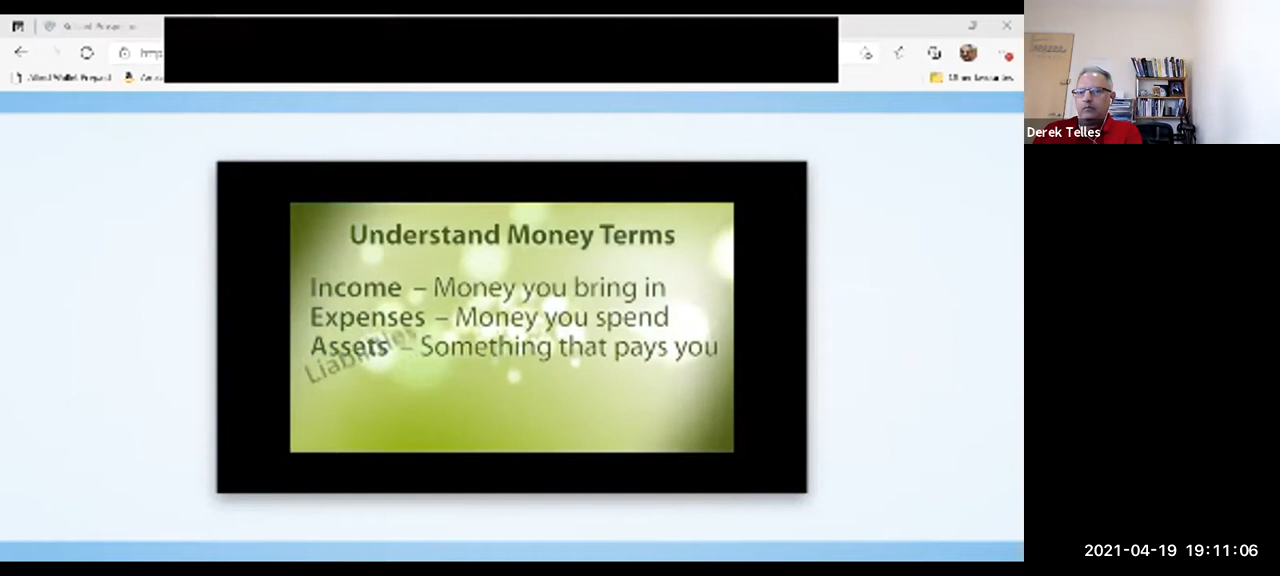 Understand Money Terms
Income – Money you bring in
Expenses – Money you spend
Assets – Something that pays you
Liabilities
Derek Telles
2021-04-19 19:11:06